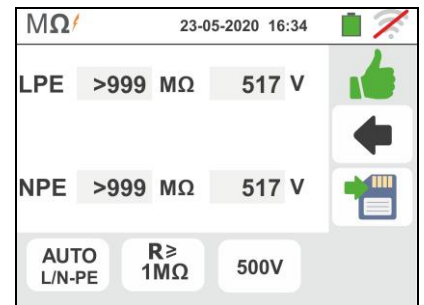 MΩ 23-05-2020 16:34
LPE >999 MΩ 517 V
NPE >999 MΩ 517 V
AUTO L/N-PE
R≥ 1MΩ
500V